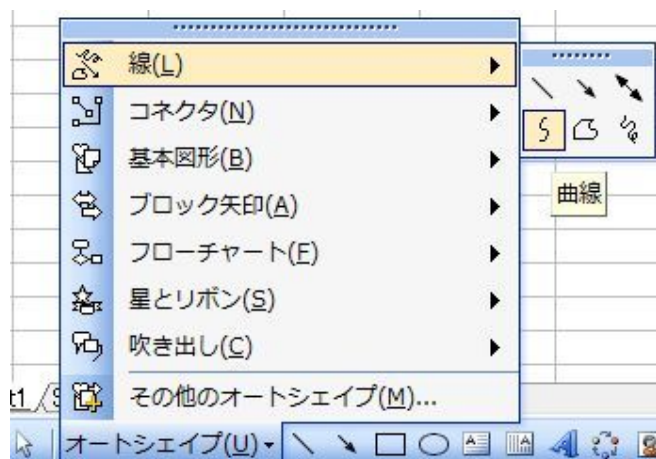 線(L)
コネクタ(N)
基本図形(B)
曲線
ブロック矢印(A)
フローチャート(F)
星とリボン(S)
吹き出し(C)
その他のオートシェイプ(M)...
オートシェイプ(U)